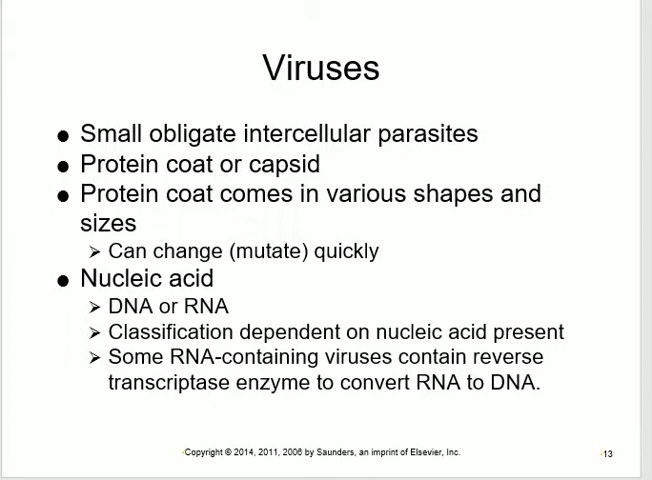 Viruses
● Small obligate intercellular parasites
● Protein coat or capsid
● Protein coat comes in various shapes and
sizes
➢ Can change (mutate) quickly
● Nucleic acid
➢ DNA or RNA
➢ Classification dependent on nucleic acid present
➢ Some RNA-containing viruses contain reverse
transcriptase enzyme to convert RNA to DNA.
•Copyright © 2014, 2011, 2006 by Saunders, an imprint of Elsevier, Inc.
•13